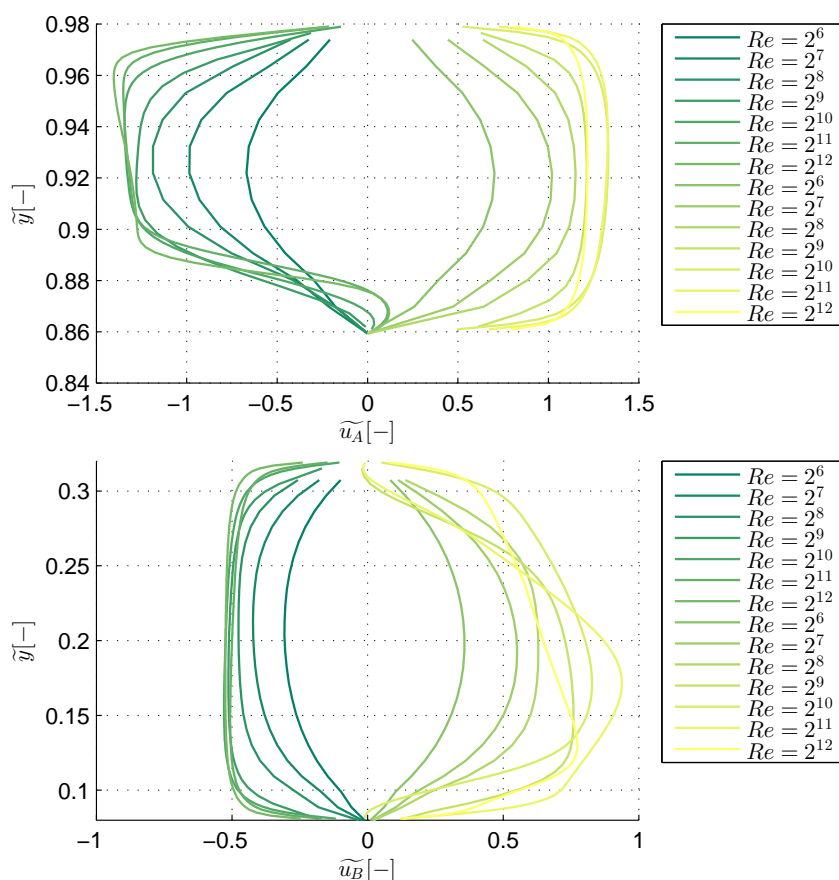 0.98
0.96
0.94
0.92
0.9
0.88
0.86
0.84
ỹ[−]
−1.5 −1 −0.5 0 0.5 1 1.5
ũ_A[−]
Re = 2^6
Re = 2^7
Re = 2^8
Re = 2^9
Re = 2^10
Re = 2^11
Re = 2^12
Re = 2^6
Re = 2^7
Re = 2^8
Re = 2^9
Re = 2^10
Re = 2^11
Re = 2^12
0.3
0.25
0.2
0.15
0.1
ỹ[−]
−1 −0.5 0 0.5 1
ũ_B[−]
Re = 2^6
Re = 2^7
Re = 2^8
Re = 2^9
Re = 2^10
Re = 2^11
Re = 2^12
Re = 2^6
Re = 2^7
Re = 2^8
Re = 2^9
Re = 2^10
Re = 2^11
Re = 2^12